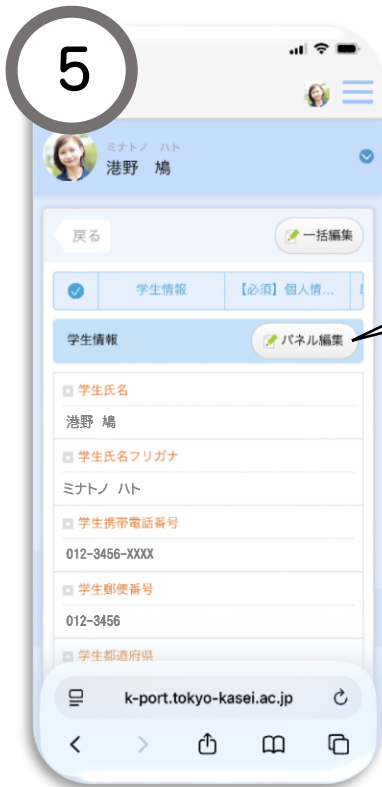 5
ミナトノ ハト
港野 鳩
戻る
一括編集
学生情報 【必須】個人情...
学生情報
パネル編集
学生氏名
港野 鳩
学生氏名フリガナ
ミナトノ ハト
学生携帯電話番号
012-3456-XXXX
学生郵便番号
012-3456
学生都道府県
k-port.tokyo-kasei.ac.jp